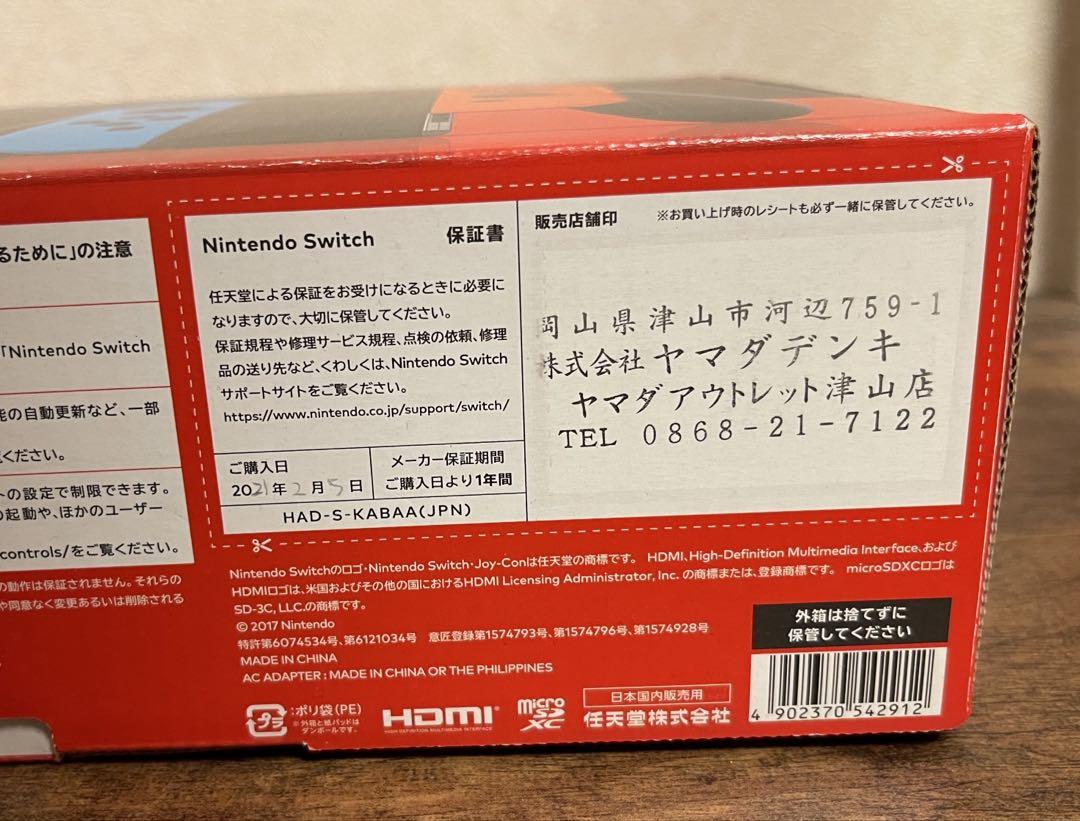 るために」の注意
「Nintendo Switch
能の自動更新など、一部
ください。
トの設定で制限できます。
の起動や、ほかのユーザー
controls/をご覧ください。
の動作は保証されません。それらの
や同意なく変更あるいは削除される
Nintendo Switch 保証書
任天堂による保証をお受けになるときに必要に
なりますので、大切に保管してください。
保証規程や修理サービス規程、点検の依頼、修理
品の送り先など、くわしくは、Nintendo Switch
サポートサイトをご覧ください。
https://www.nintendo.co.jp/support/switch/
ご購入日
2021年2月5日
メーカー保証期間
ご購入日より1年間
HAD-S-KABAA(JPN)
販売店舗印 ※お買い上げ時のレシートも必ず一緒に保管してください。
岡山県津山市河辺759-1
株式会社ヤマダデンキ
ヤマダアウトレット津山店
TEL 0868-21-7122
Nintendo Switchのロゴ・Nintendo Switch・Joy-Conは任天堂の商標です。 HDMI、High-Definition Multimedia Interface、および
HDMIロゴは、米国およびその他の国におけるHDMI Licensing Administrator, Inc. の商標または、登録商標です。 microSDXCロゴは
SD-3C, LLC.の商標です。
© 2017 Nintendo
特許第6074534号、第6121034号 意匠登録第1574793号、第1574796号、第1574928号
MADE IN CHINA
AC ADAPTER : MADE IN CHINA OR THE PHILIPPINES
プラ
:ポリ袋(PE)
※外箱と紙パッドは
ダンボールです。
HDMI
HIGH DEFINITION MULTIMEDIA INTERFACE
micro SD XC
日本国内販売用
任天堂株式会社
外箱は捨てずに
保管してください
4 902370 542912